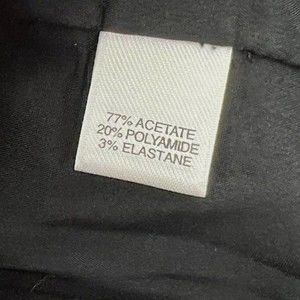 77% ACETATE
20% POLYAMIDE
3% ELASTANE